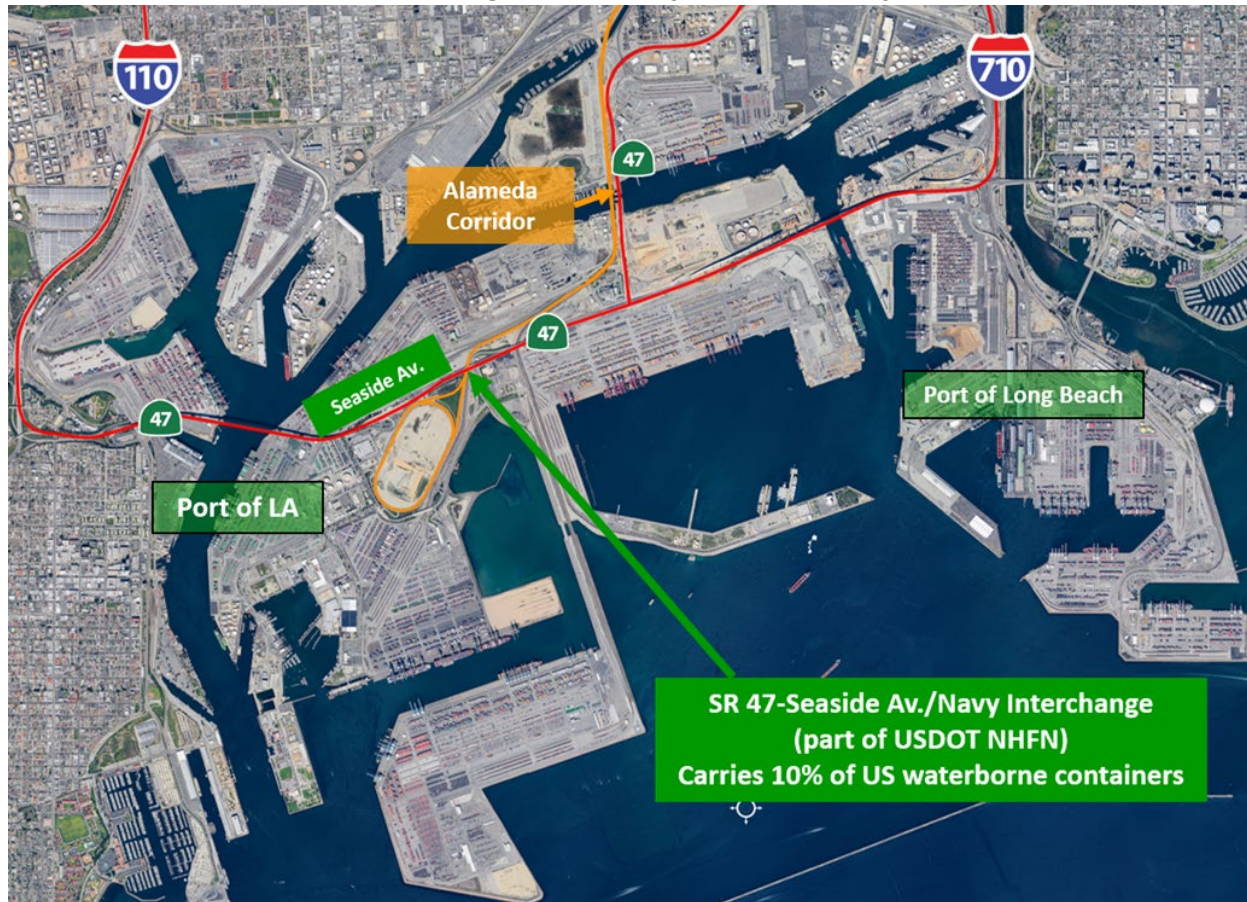 110
710
47
Alameda
Corridor
47
Seaside Av.
Port of Long Beach
47
Port of LA
SR 47-Seaside Av./Navy Interchange
(part of USDOT NHFN)
Carries 10% of US waterborne containers